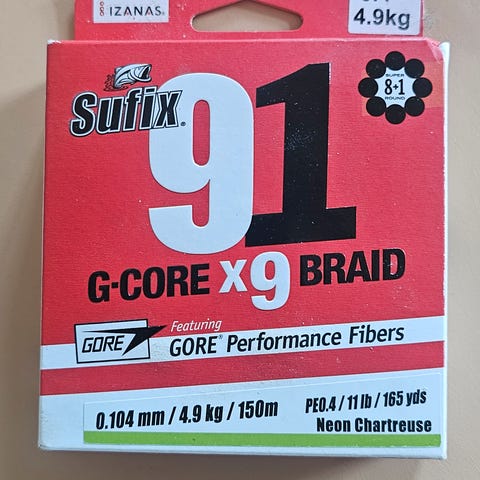 IZANAS
4.9kg
SUPER
8+1
ROUND
Sufix®
91
G-CORE X9 BRAID
GORE
Featuring
GORE® Performance Fibers
0.104 mm / 4.9 kg / 150m
PE0.4 / 11 lb / 165 yds
Neon Chartreuse